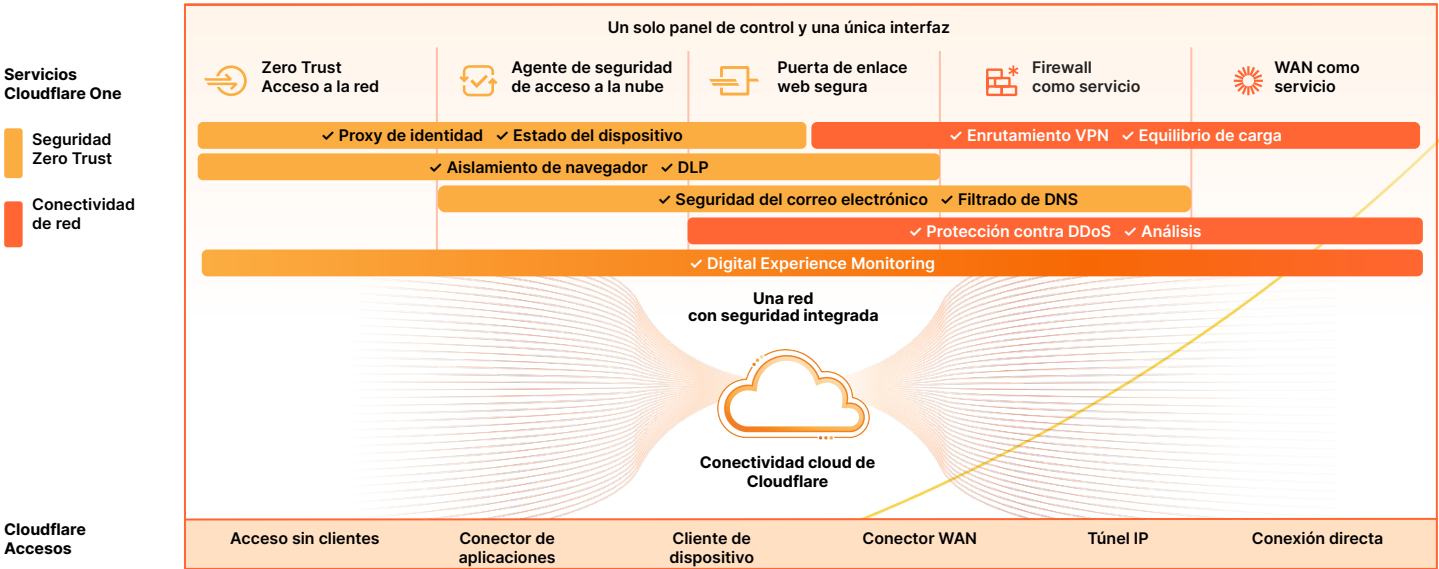 Un solo panel de control y una única interfaz
Servicios
Cloudflare One
Zero Trust
Acceso a la red
Agente de seguridad
de acceso a la nube
Puerta de enlace
web segura
Firewall
como servicio
WAN como
servicio
Seguridad
Zero Trust
Conectividad
de red
✓ Proxy de identidad ✓ Estado del dispositivo
✓ Enrutamiento VPN ✓ Equilibrio de carga
✓ Aislamiento de navegador ✓ DLP
✓ Seguridad del correo electrónico ✓ Filtrado de DNS
✓ Protección contra DDoS ✓ Análisis
✓ Digital Experience Monitoring
Una red
con seguridad integrada
Conectividad cloud de
Cloudflare
Cloudflare
Accesos
Acceso sin clientes
Conector de
aplicaciones
Cliente de
dispositivo
Conector WAN
Túnel IP
Conexión directa